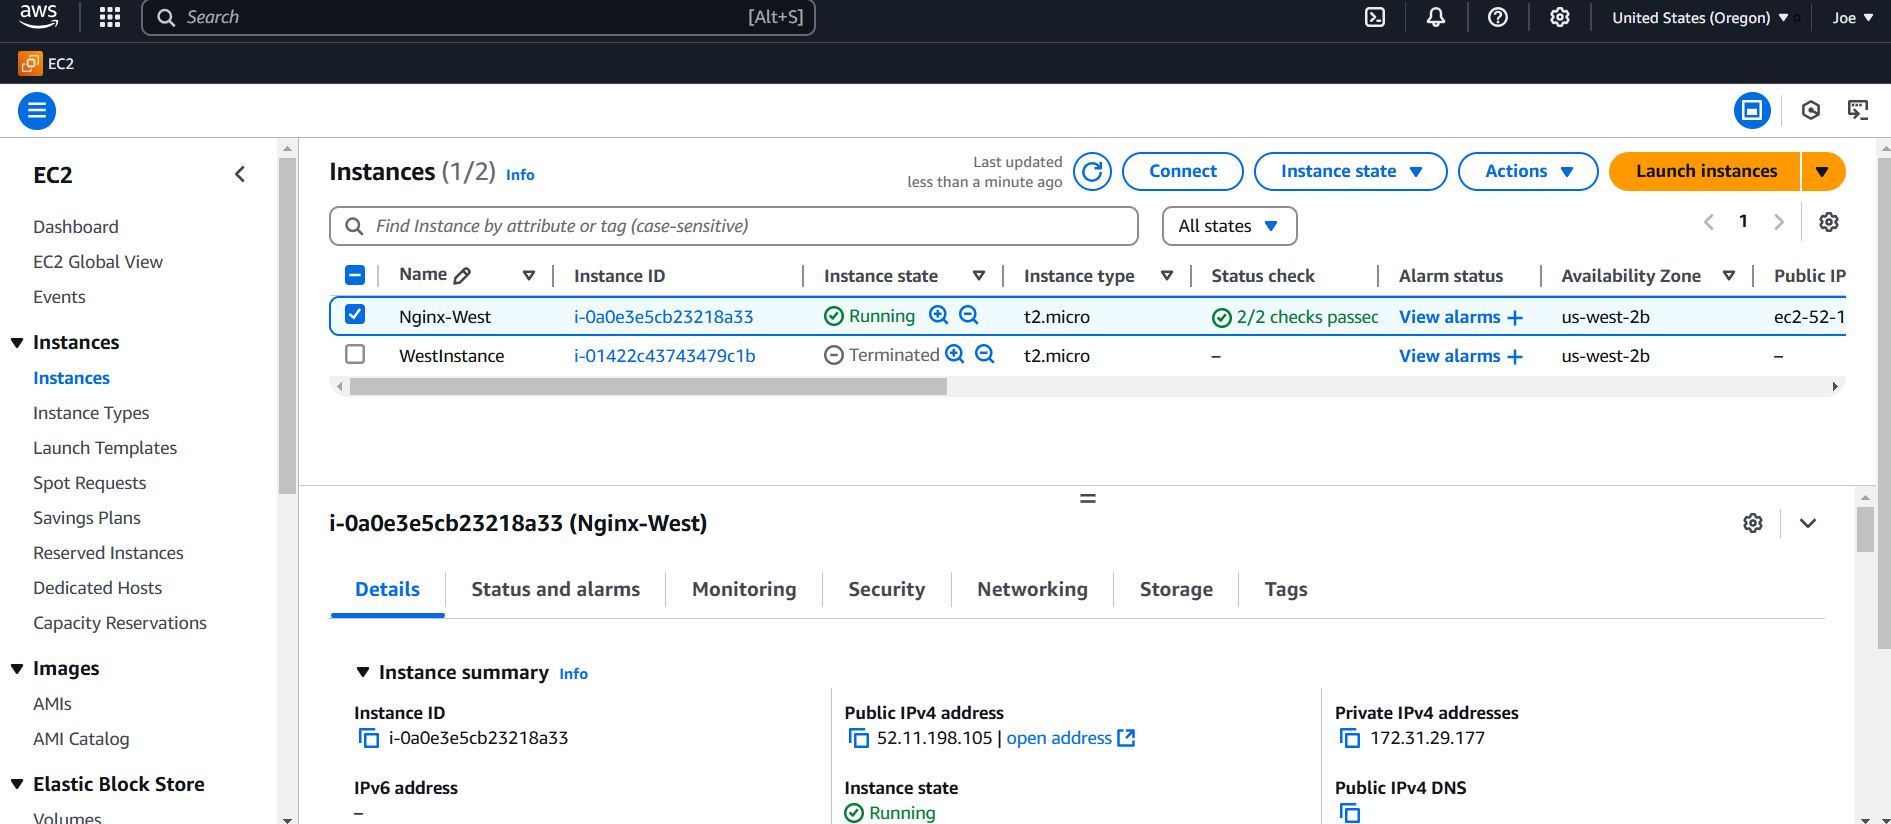 aws
Search [Alt+S]
United States (Oregon)
Joe
EC2
EC2
Dashboard
EC2 Global View
Events
Instances
Instances
Instance Types
Launch Templates
Spot Requests
Savings Plans
Reserved Instances
Dedicated Hosts
Capacity Reservations
Images
AMIs
AMI Catalog
Elastic Block Store
Volumes
Instances (1/2) Info
Last updated
less than a minute ago
Connect
Instance state
Actions
Launch instances
Find Instance by attribute or tag (case-sensitive)
All states
1
Name Instance ID Instance state Instance type Status check Alarm status Availability Zone Public IP
Nginx-West i-0a0e3e5cb23218a33 Running t2.micro 2/2 checks passec View alarms + us-west-2b ec2-52-1
WestInstance i-01422c43743479c1b Terminated t2.micro – View alarms + us-west-2b –
i-0a0e3e5cb23218a33 (Nginx-West)
Details Status and alarms Monitoring Security Networking Storage Tags
Instance summary Info
Instance ID
i-0a0e3e5cb23218a33
Public IPv4 address
52.11.198.105 | open address
Private IPv4 addresses
172.31.29.177
IPv6 address
–
Instance state
Running
Public IPv4 DNS